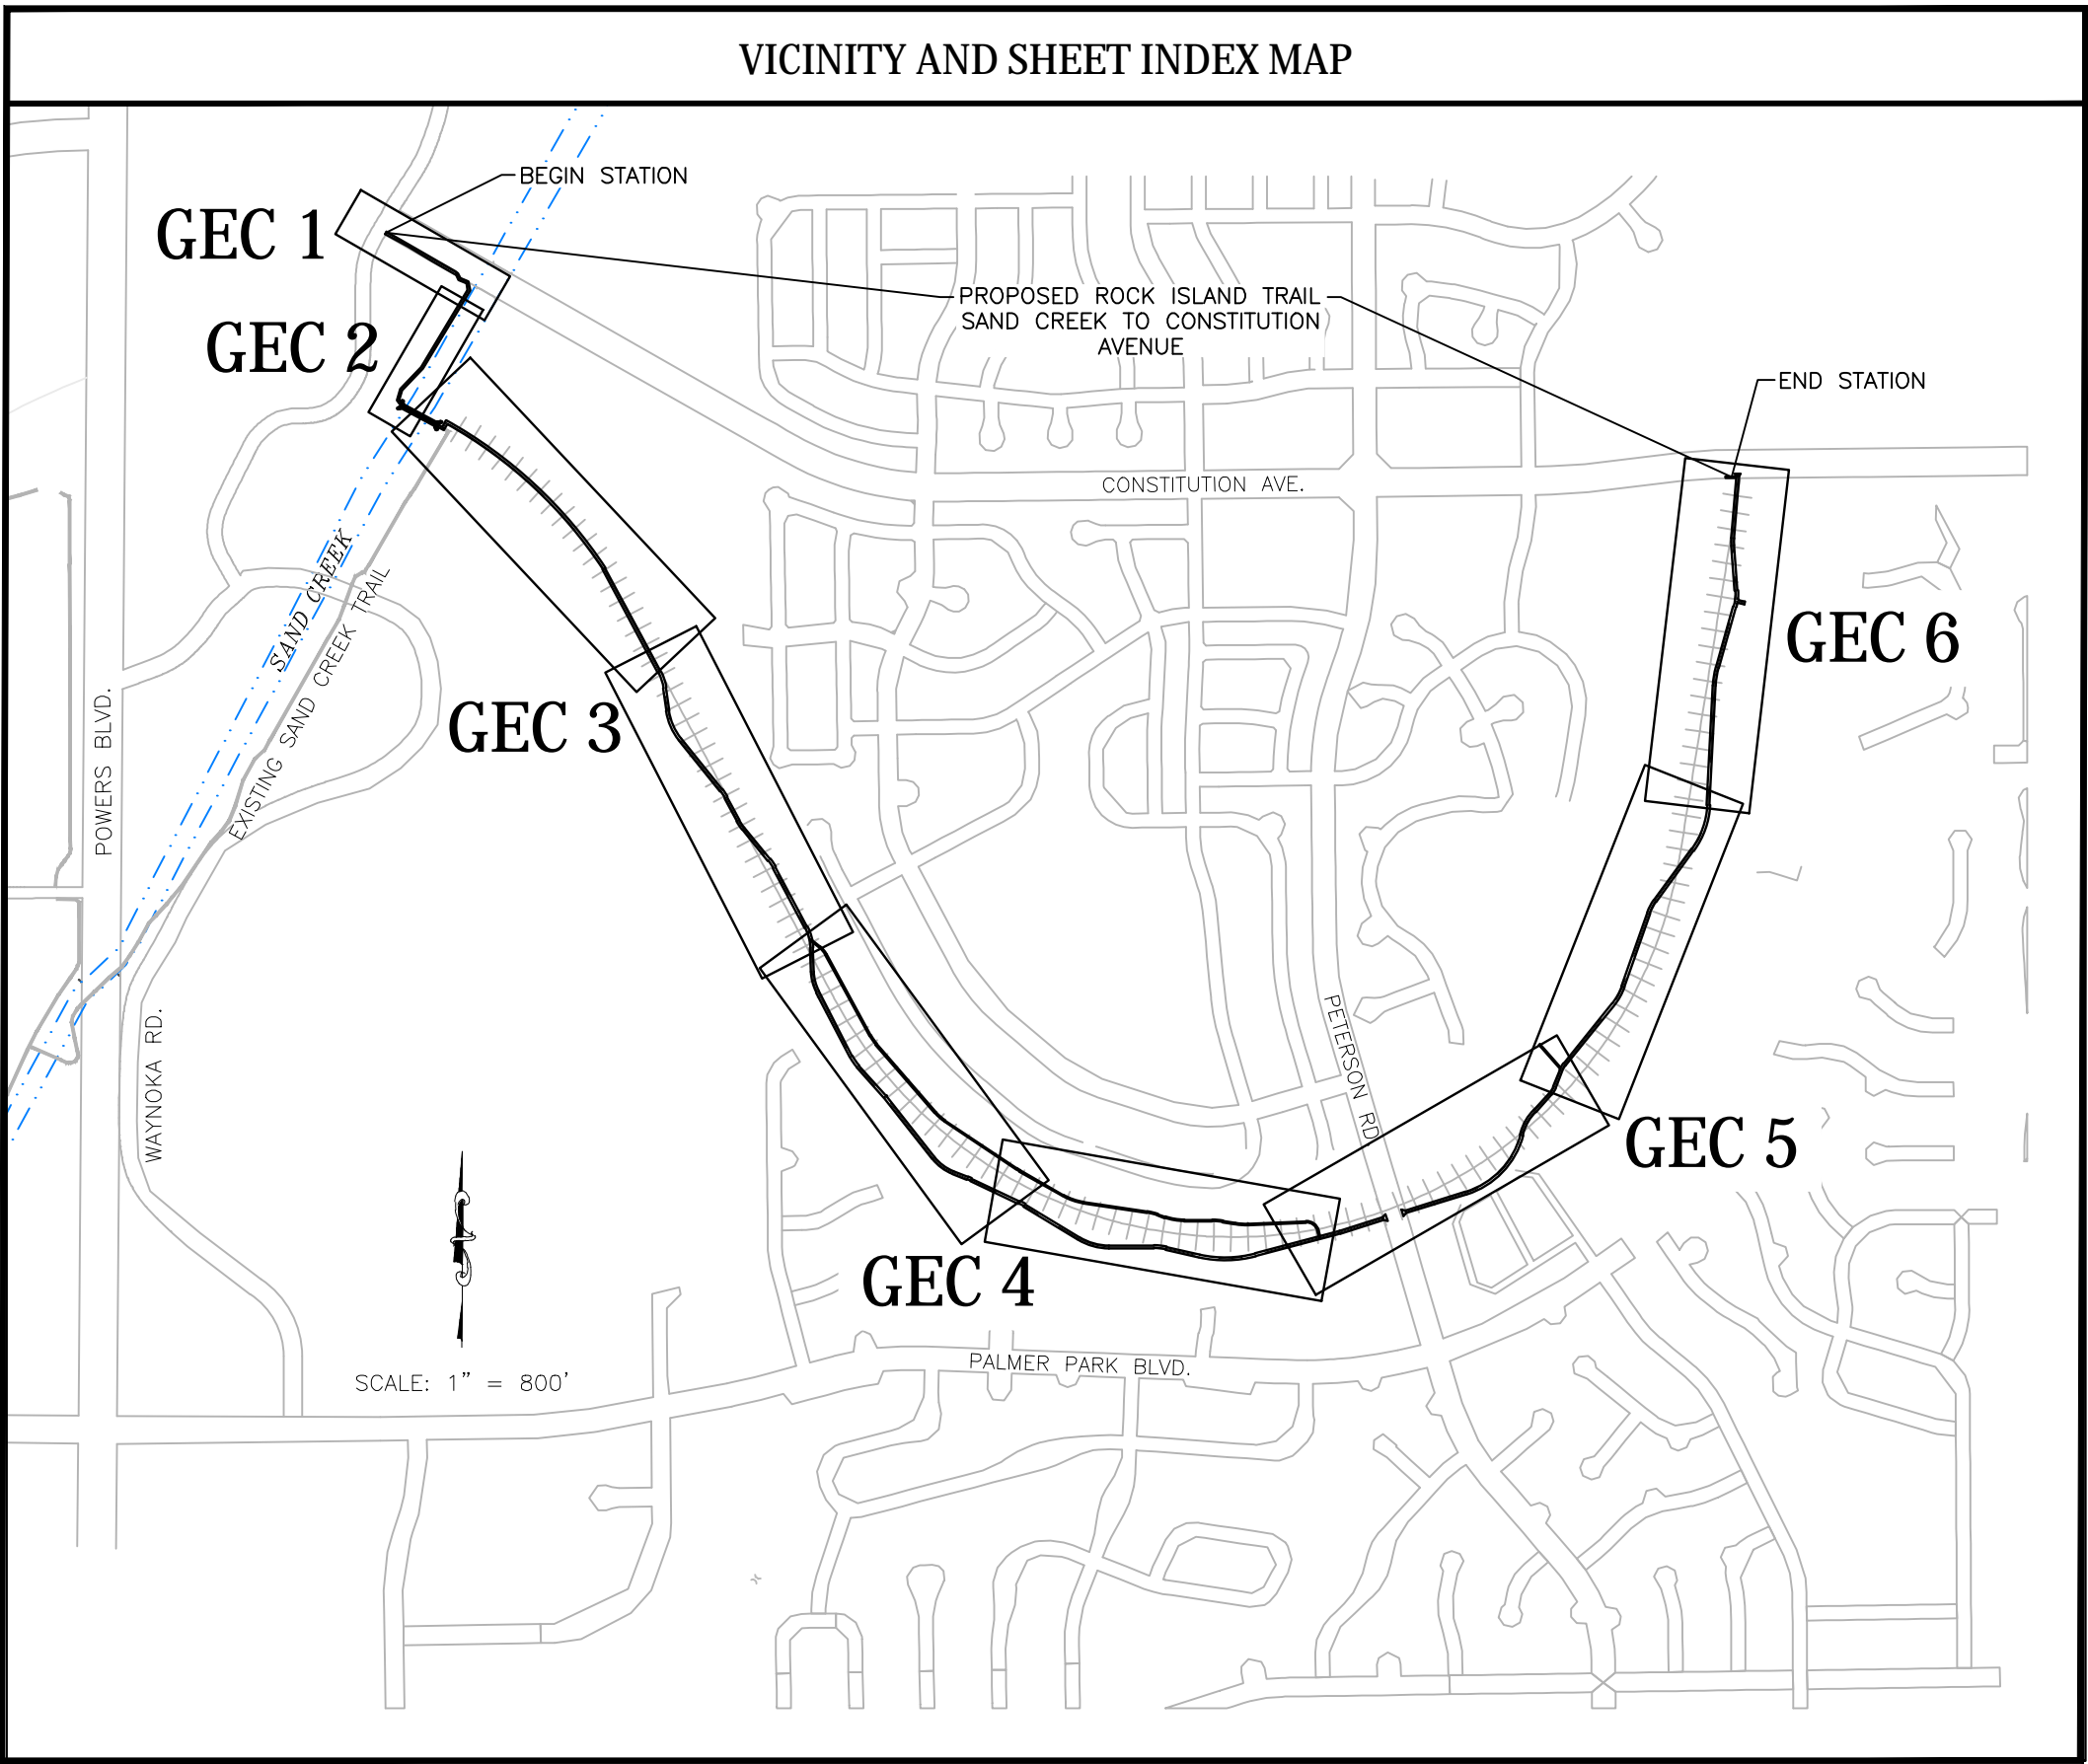 VICINITY AND SHEET INDEX MAP
BEGIN STATION
GEC 1
PROPOSED ROCK ISLAND TRAIL
SAND CREEK TO CONSTITUTION
AVENUE
GEC 2
END STATION
CONSTITUTION AVE.
SAND CREEK
EXISTING SAND CREEK TRAIL
GEC 6
POWERS BLVD.
GEC 3
WAYNOKA RD.
PETERSON RD
GEC 5
GEC 4
PALMER PARK BLVD.
SCALE: 1" = 800'